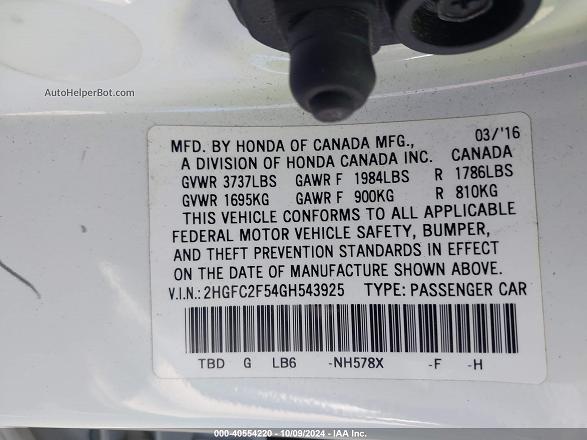 AutoHelperBot.com
MFD. BY HONDA OF CANADA MFG., 03/'16
A DIVISION OF HONDA CANADA INC. CANADA
GVWR 3737LBS GAWR F 1984LBS R 1786LBS
GVWR 1695KG GAWR F 900KG R 810KG
THIS VEHICLE CONFORMS TO ALL APPLICABLE
FEDERAL MOTOR VEHICLE SAFETY, BUMPER,
AND THEFT PREVENTION STANDARDS IN EFFECT
ON THE DATE OF MANUFACTURE SHOWN ABOVE.
V.I.N.: 2HGFC2F54GH543925 TYPE: PASSENGER CAR
TBD G LB6 -NH578X -F -H
000-40554220 - 10/09/2024 - IAA Inc.